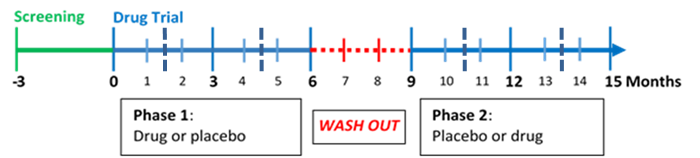 Screening Drug Trial
-3 0 1 2 3 4 5 6 7 8 9 10 11 12 13 14 15 Months
Phase 1:
Drug or placebo
WASH OUT
Phase 2:
Placebo or drug